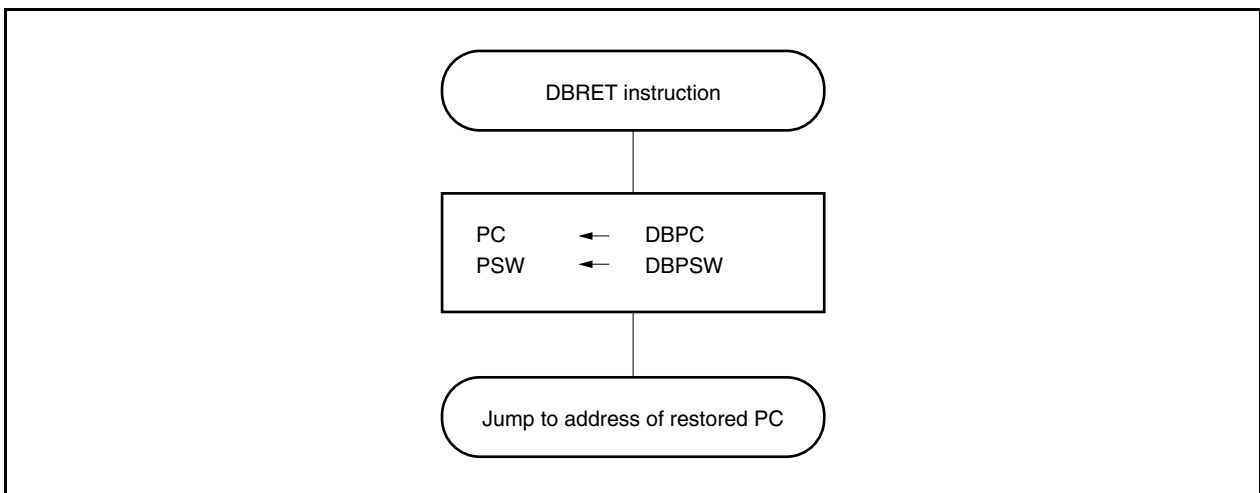 DBRET instruction
PC ← DBPC
PSW ← DBPSW
Jump to address of restored PC